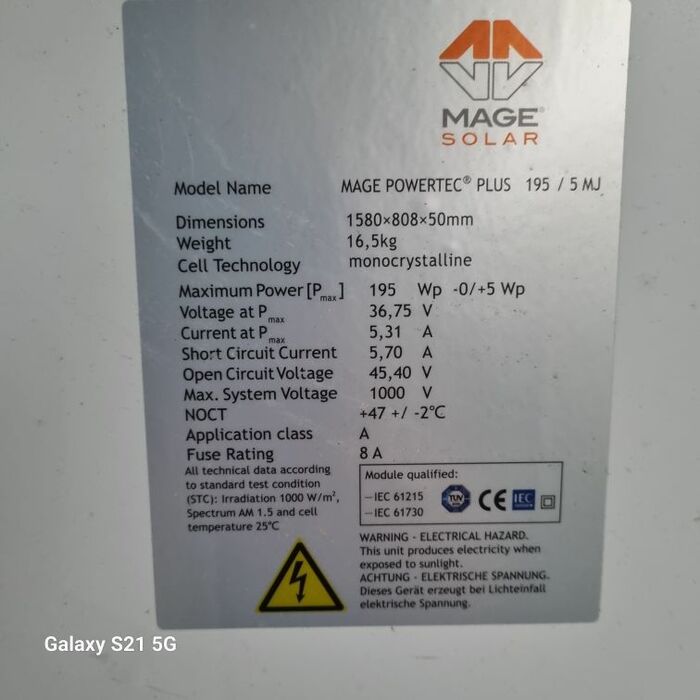 MAGE®
SOLAR
Model Name MAGE POWERTEC® PLUS 195 / 5 MJ
Dimensions 1580×808×50mm
Weight 16,5kg
Cell Technology monocrystalline
Maximum Power [Pmax] 195 Wp -0/+5 Wp
Voltage at Pmax 36,75 V
Current at Pmax 5,31 A
Short Circuit Current 5,70 A
Open Circuit Voltage 45,40 V
Max. System Voltage 1000 V
NOCT +47 +/ -2°C
Application class A
Fuse Rating 8 A
All technical data according
to standard test condition
(STC): Irradiation 1000 W/m²,
Spectrum AM 1.5 and cell
temperature 25°C
Module qualified:
—IEC 61215
—IEC 61730
TÜV
CE
IEC
WARNING - ELECTRICAL HAZARD.
This unit produces electricity when
exposed to sunlight.
ACHTUNG - ELEKTRISCHE SPANNUNG.
Dieses Gerät erzeugt bei Lichteinfall
elektrische Spannung.
Galaxy S21 5G